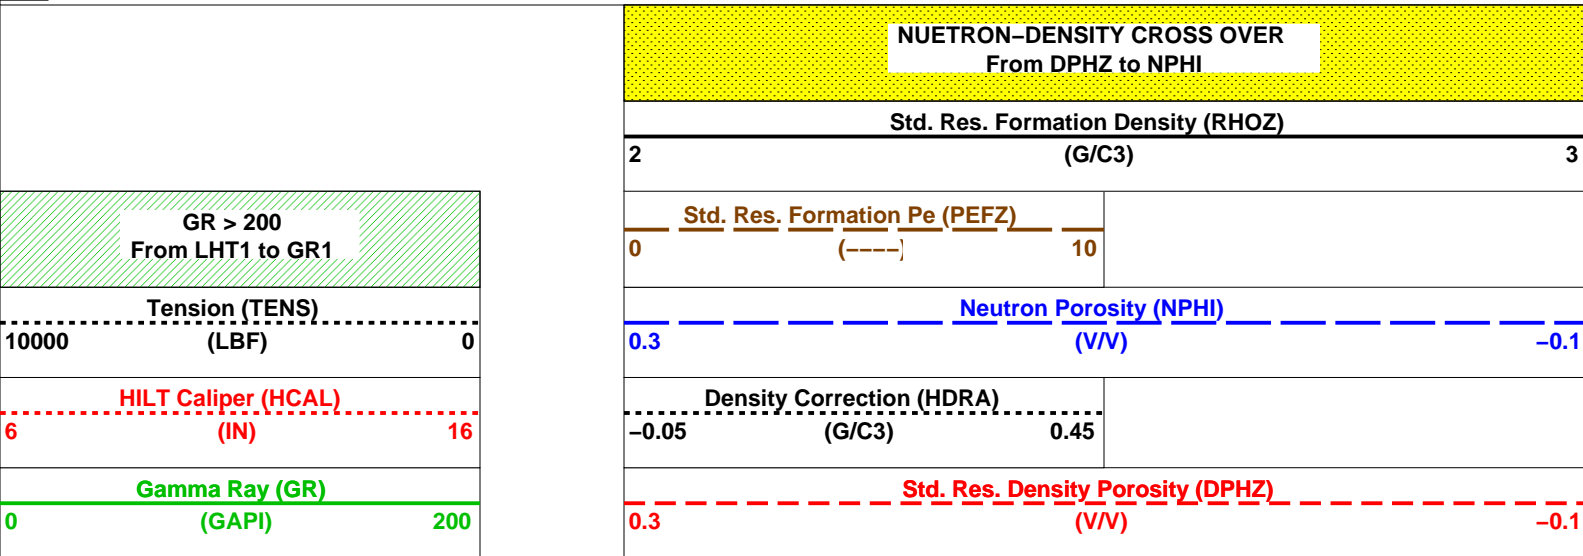 NUETRON−DENSITY CROSS OVER
From DPHZ to NPHI
Std. Res. Formation Density (RHOZ)
2 (G/C3) 3
GR > 200
From LHT1 to GR1
Std. Res. Formation Pe (PEFZ)
0 (−−−−) 10
Tension (TENS)
10000 (LBF) 0
Neutron Porosity (NPHI)
0.3 (V/V) −0.1
HILT Caliper (HCAL)
6 (IN) 16
Density Correction (HDRA)
−0.05 (G/C3) 0.45
Gamma Ray (GR)
0 (GAPI) 200
Std. Res. Density Porosity (DPHZ)
0.3 (V/V) −0.1